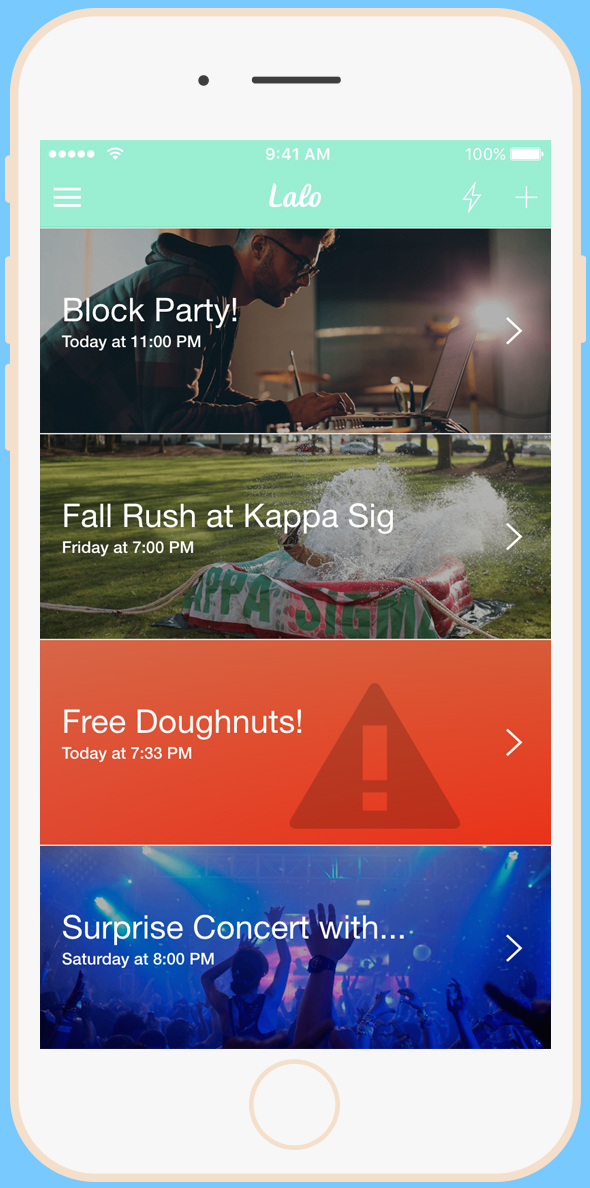 9:41 AM 100%
Lalo
Block Party!
Today at 11:00 PM
Fall Rush at Kappa Sig
Friday at 7:00 PM
APPA SIGMA
Free Doughnuts!
Today at 7:33 PM
Surprise Concert with...
Saturday at 8:00 PM